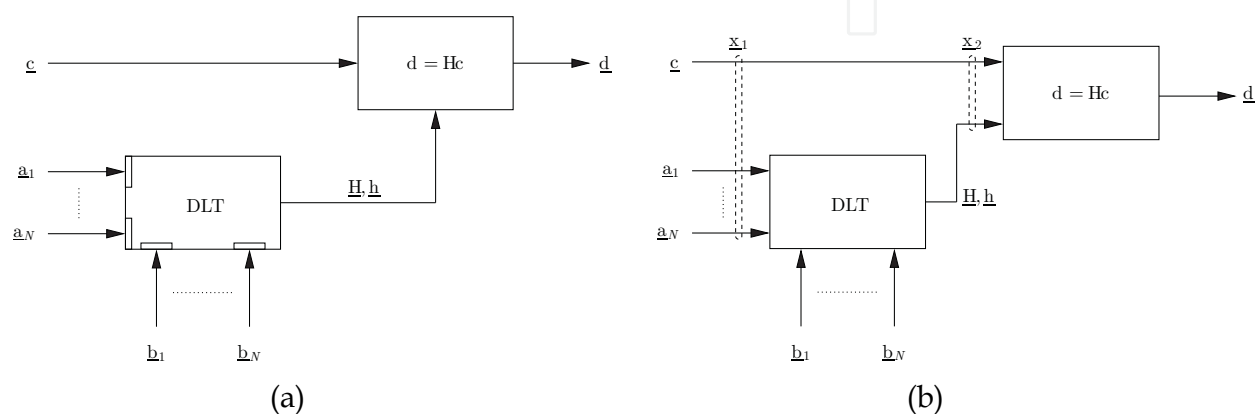 c
d = Hc
d
a1
aN
DLT
H, h
b1
bN
(a)
x1
x2
c
d = Hc
d
a1
aN
DLT
H, h
b1
bN
(b)